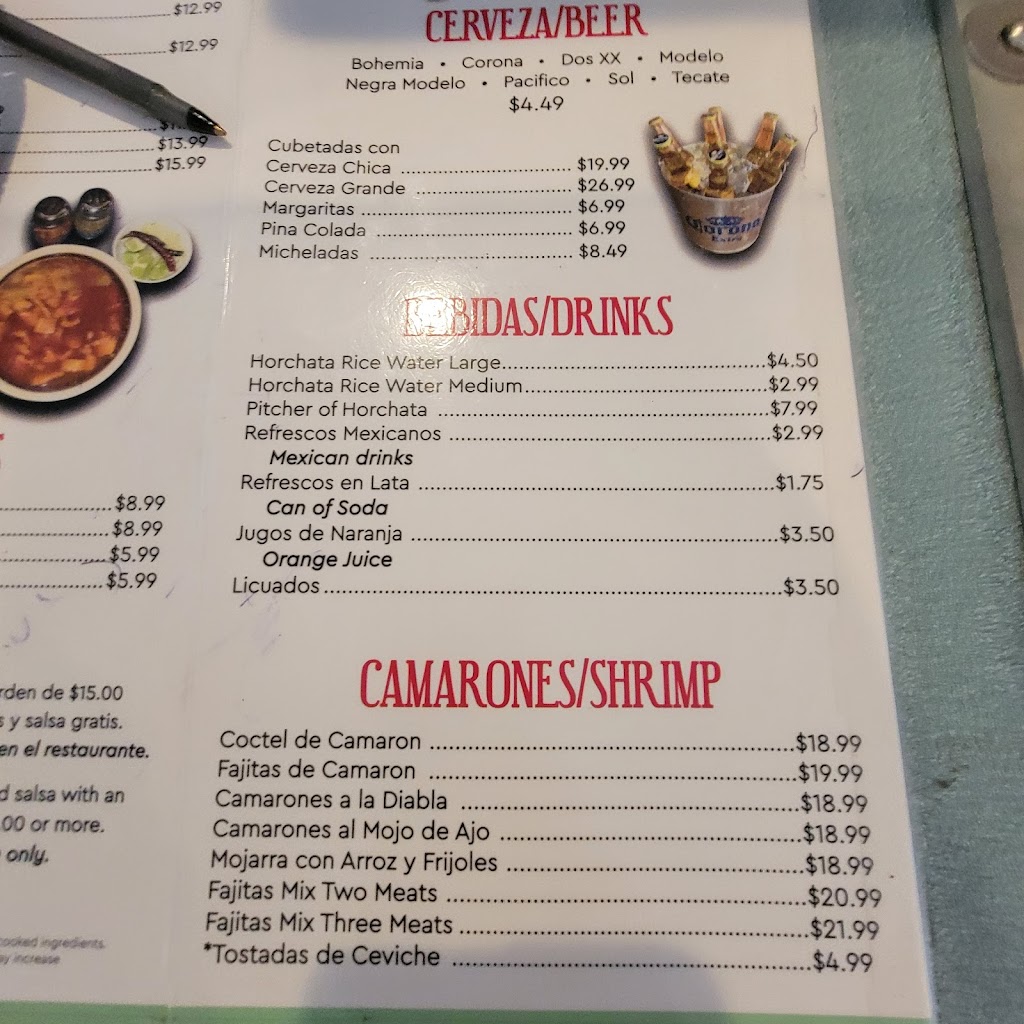 $12.99
$12.99
$13.99
$15.99
$8.99
$8.99
$5.99
$5.99
rden de $15.00
s y salsa gratis.
en el restaurante.
d salsa with an
.00 or more.
only.
cooked ingredients.
ay increase
CERVEZA/BEER
Bohemia • Corona • Dos XX • Modelo
Negra Modelo • Pacifico • Sol • Tecate
$4.49
Cubetadas con
Cerveza Chica ................................ $19.99
Cerveza Grande ............................. $26.99
Margaritas ....................................... $6.99
Pina Colada .................................... $6.99
Micheladas ..................................... $8.49
Corona
Extra
BEBIDAS/DRINKS
Horchata Rice Water Large..............................................$4.50
Horchata Rice Water Medium..........................................$2.99
Pitcher of Horchata .........................................................$7.99
Refrescos Mexicanos .......................................................$2.99
Mexican drinks
Refrescos en Lata ............................................................$1.75
Can of Soda
Jugos de Naranja .............................................................$3.50
Orange Juice
Licuados............................................................................$3.50
CAMARONES/SHRIMP
Coctel de Camaron .........................................................$18.99
Fajitas de Camaron .........................................................$19.99
Camarones a la Diabla ....................................................$18.99
Camarones al Mojo de Ajo ..............................................$18.99
Mojarra con Arroz y Frijoles .............................................$18.99
Fajitas Mix Two Meats ......................................................$20.99
Fajitas Mix Three Meats.....................................................$21.99
*Tostadas de Ceviche .......................................................$4.99